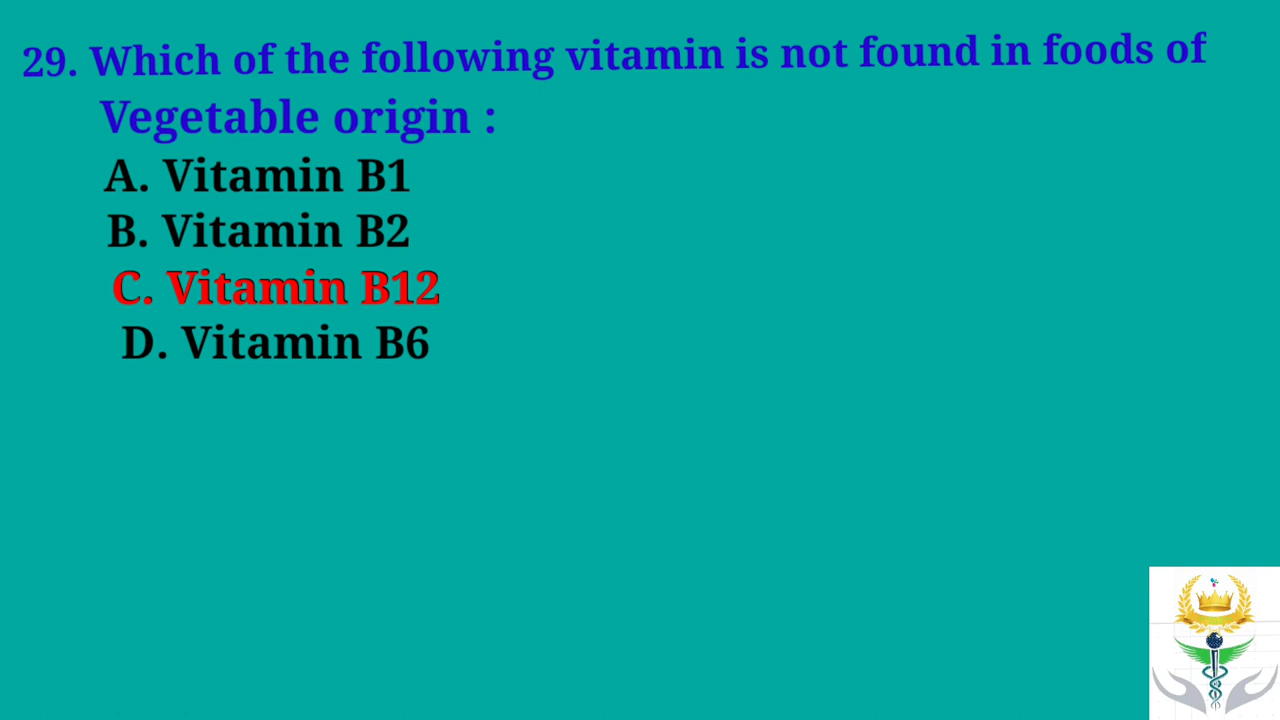 29. Which of the following vitamin is not found in foods of
Vegetable origin :
A. Vitamin B1
B. Vitamin B2
C. Vitamin B12
D. Vitamin B6